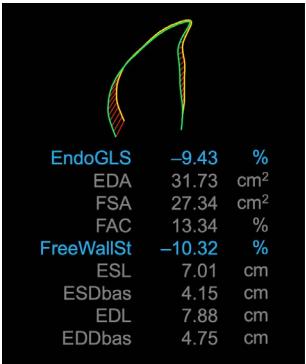 EndoGLS –9.43 %
EDA 31.73 cm²
FSA 27.34 cm²
FAC 13.34 %
FreeWallSt –10.32 %
ESL 7.01 cm
ESDbas 4.15 cm
EDL 7.88 cm
EDDbas 4.75 cm